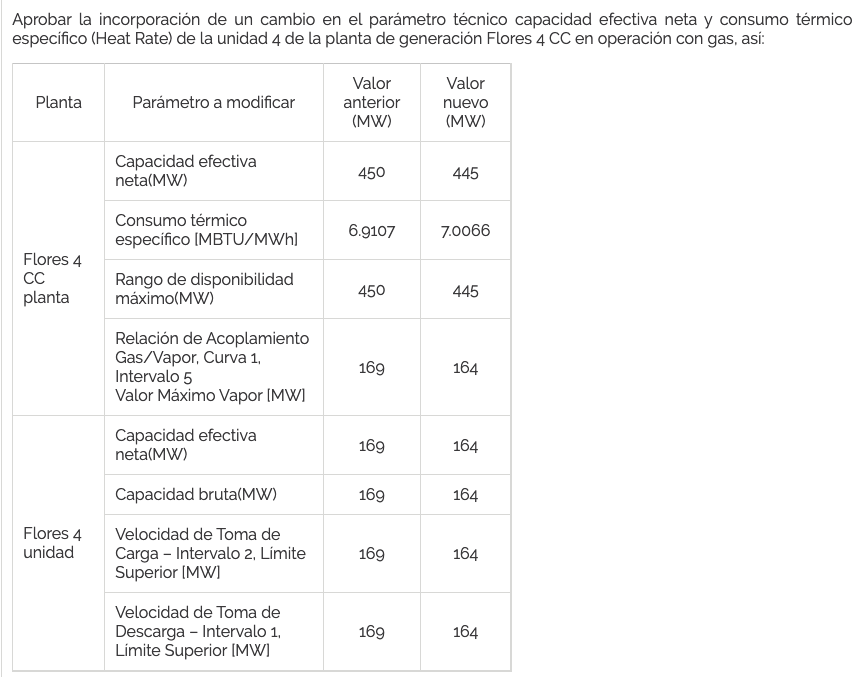 Aprobar la incorporación de un cambio en el parámetro técnico capacidad efectiva neta y consumo térmico
específico (Heat Rate) de la unidad 4 de la planta de generación Flores 4 CC en operación con gas, así:
Planta
Parámetro a modificar
Valor
anterior
(MW)
Valor
nuevo
(MW)
Flores 4
CC
planta
Capacidad efectiva
neta(MW)
450
445
Consumo térmico
específico [MBTU/MWh]
6.9107
7.0066
Rango de disponibilidad
máximo(MW)
450
445
Relación de Acoplamiento
Gas/Vapor, Curva 1,
Intervalo 5
Valor Máximo Vapor [MW]
169
164
Flores 4
unidad
Capacidad efectiva
neta(MW)
169
164
Capacidad bruta(MW)
169
164
Velocidad de Toma de
Carga – Intervalo 2, Límite
Superior [MW]
169
164
Velocidad de Toma de
Descarga – Intervalo 1,
Límite Superior [MW]
169
164